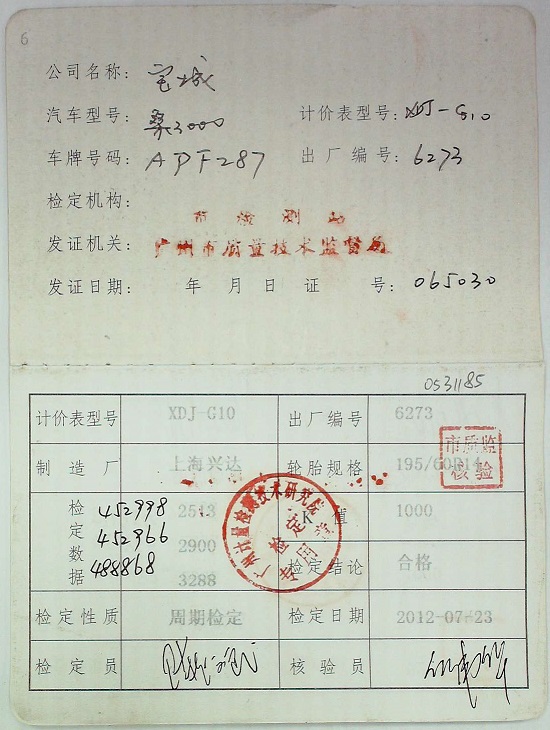 6
公司名称: 宝城
汽车型号: 桑3000 计价表型号: XDJ-G10
车牌号码: APF287 出厂编号: 6273
检定机构: 市 检 测 站
发证机关: 广州市质量技术监督局
发证日期: 年 月 日 证 号: 065030
0531185
计价表型号 XDJ-G10 出厂编号 6273
制造厂 上海兴达 轮胎规格 195/60R14
市质监
核验
检定数据 452998 2513 K值 1000
452966 2900
488868 3288 检定结论 合格
广州计量检测技术研究院
检定专用章
检定性质 周期检定 检定日期 2012-07-23
检定员 核验员